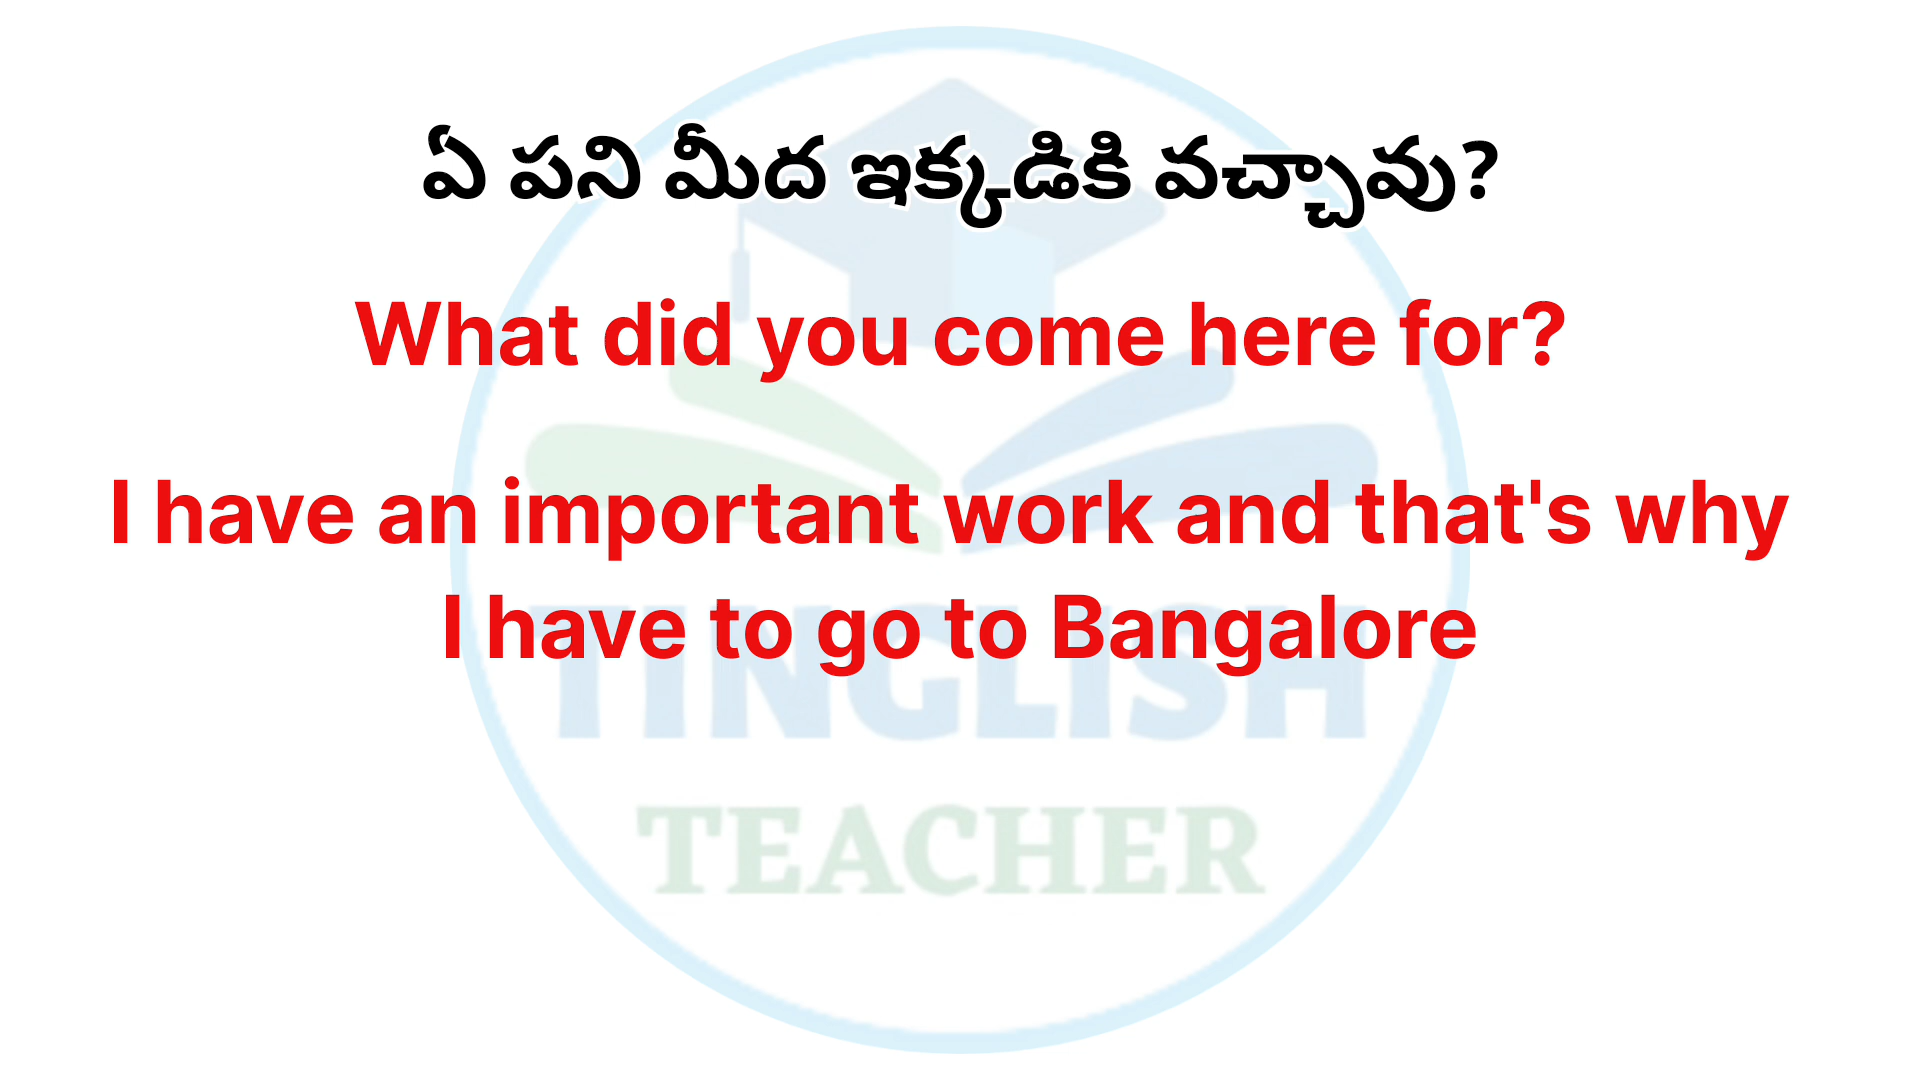 ఏ పని మీద ఇక్కడికి వచ్చావు?
What did you come here for?
I have an important work and that's why
I have to go to Bangalore
TINGLISH
TEACHER